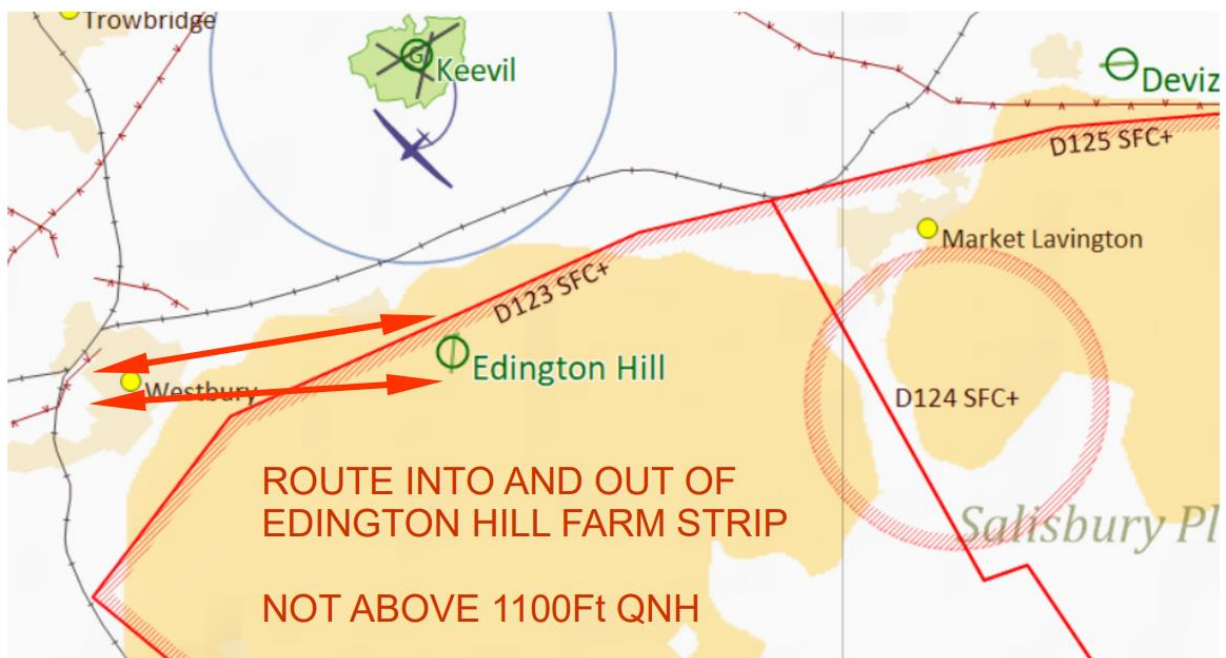 Trowbridge
G
Keevil
Deviz
D125 SFC+
Market Lavington
D123 SFC+
Edington Hill
Westbury
D124 SFC+
ROUTE INTO AND OUT OF
EDINGTON HILL FARM STRIP
Salisbury Pl
NOT ABOVE 1100Ft QNH